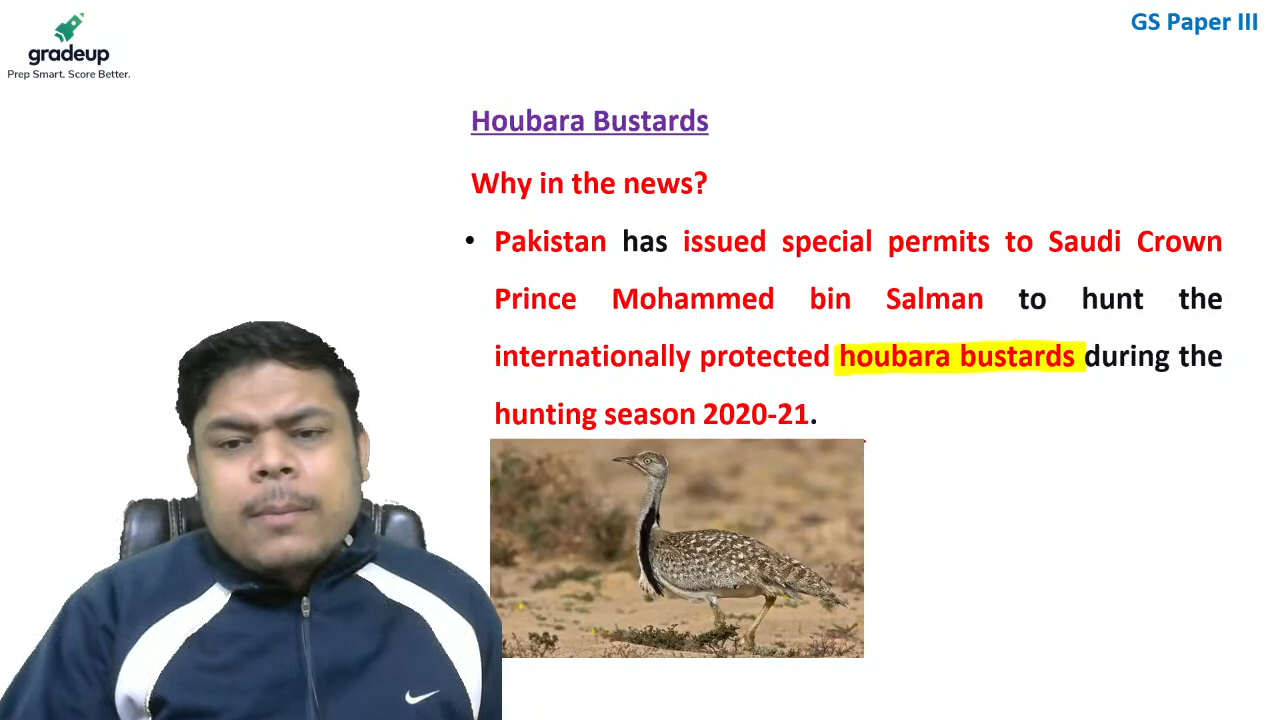 gradeup
Prep Smart. Score Better.
GS Paper III
Houbara Bustards
Why in the news?
• Pakistan has issued special permits to Saudi Crown
Prince Mohammed bin Salman to hunt the
internationally protected houbara bustards during the
hunting season 2020-21.